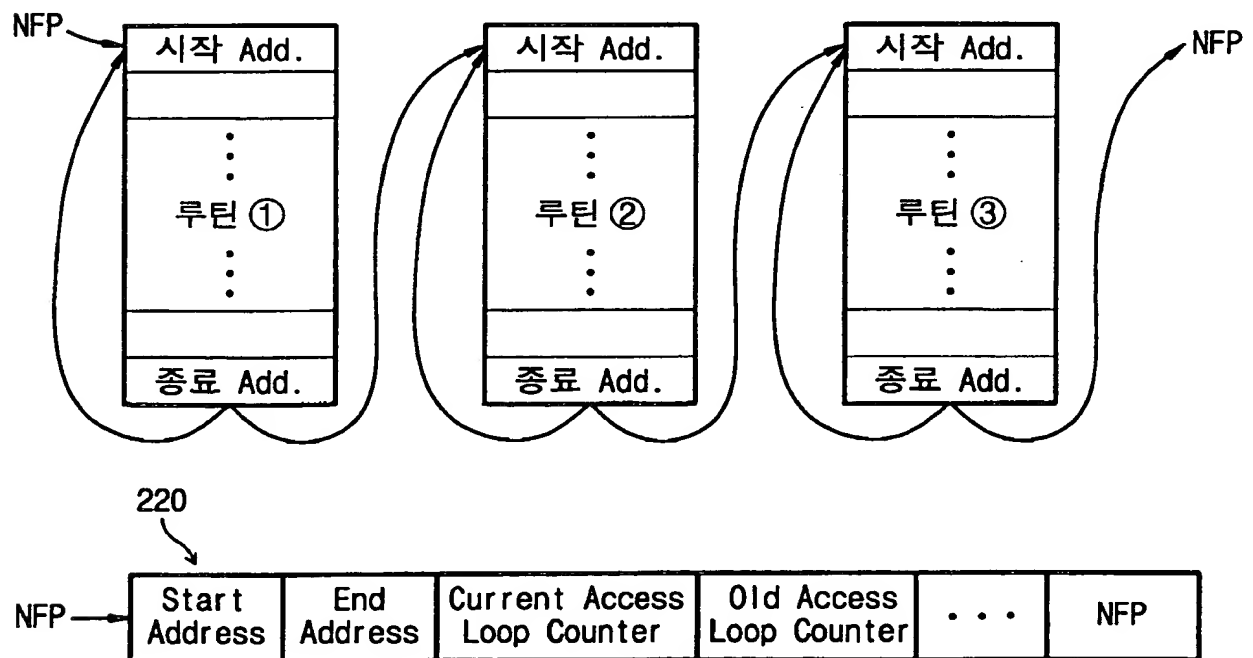 NFP
시작 Add.
시작 Add.
시작 Add.
NFP
루틴 ①
루틴 ②
루틴 ③
종료 Add.
종료 Add.
종료 Add.
220
NFP
Start
Address
End
Address
Current Access
Loop Counter
Old Access
Loop Counter
• • •
NFP